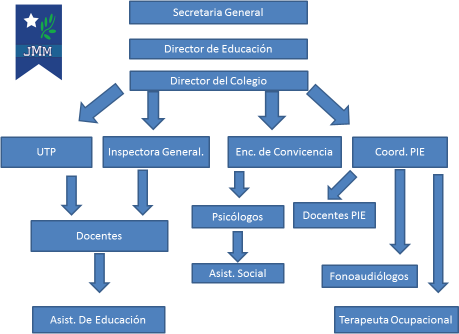 JMM
Secretaria General
Director de Educación
Director del Colegio
UTP
Inspectora General.
Enc. de Convicencia
Coord. PIE
Docentes
Psicólogos
Docentes PIE
Asist. Social
Fonoaudiólogos
Asist. De Educación
Terapeuta Ocupacional